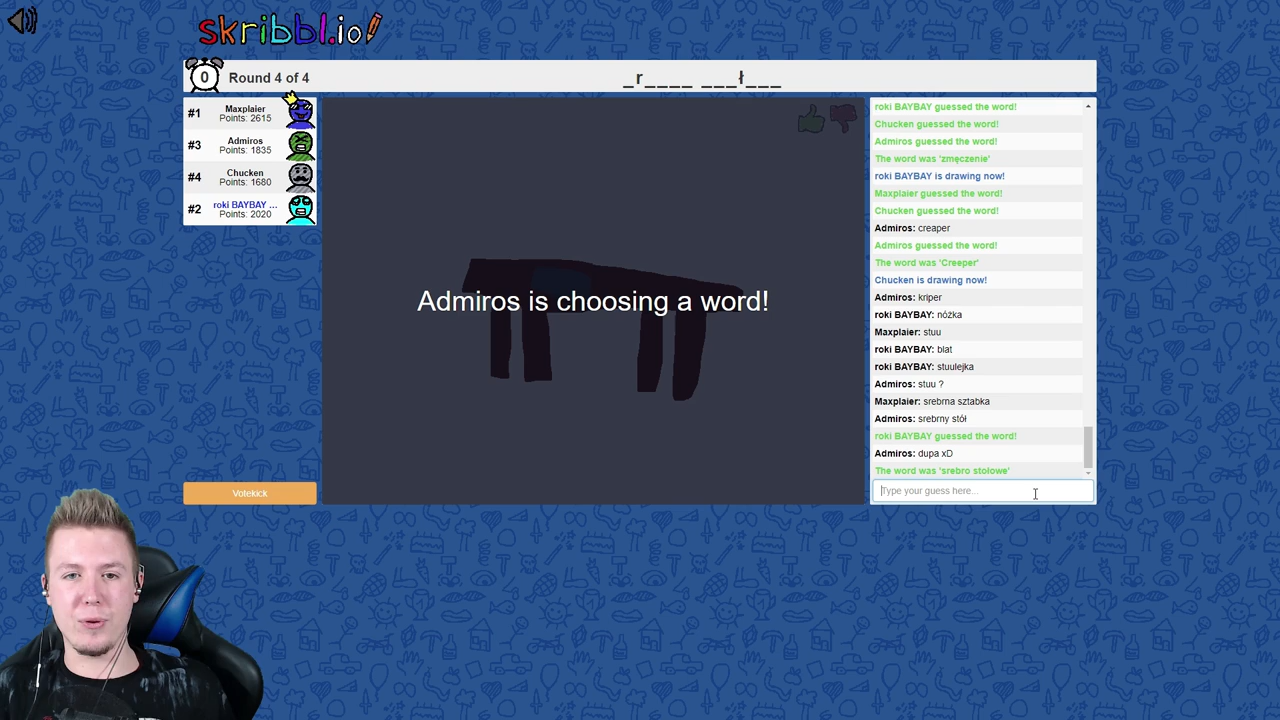 skribbl.io
0
Round 4 of 4
_r____ ___ł___
#1
Maxplaier
Points: 2615
#3
Admiros
Points: 1835
#4
Chucken
Points: 1680
#2
roki BAYBAY ...
Points: 2020
Votekick
Admiros is choosing a word!
roki BAYBAY guessed the word!
Chucken guessed the word!
Admiros guessed the word!
The word was 'zmęczenie'
roki BAYBAY is drawing now!
Maxplaier guessed the word!
Chucken guessed the word!
Admiros: creaper
Admiros guessed the word!
The word was 'Creeper'
Chucken is drawing now!
Admiros: kriper
roki BAYBAY: nóżka
Maxplaier: stuu
roki BAYBAY: blat
roki BAYBAY: stuulejka
Admiros: stuu ?
Maxplaier: srebrna sztabka
Admiros: srebrny stół
roki BAYBAY guessed the word!
Admiros: dupa xD
The word was 'srebro stołowe'
Type your guess here...